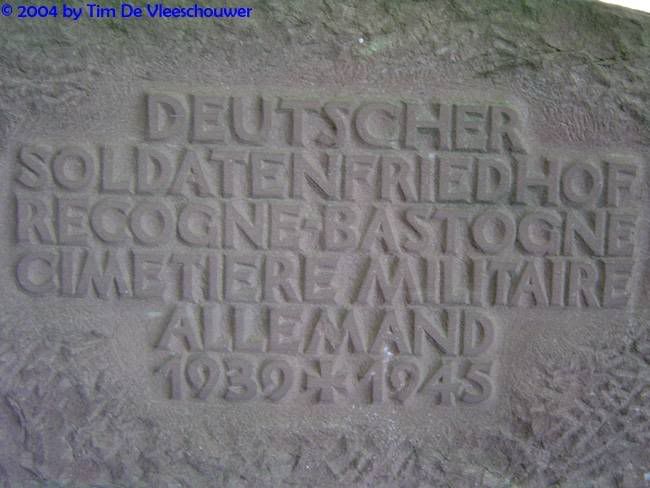 © 2004 by Tim De Vleeschouwer
DEUTSCHER
SOLDATENFRIEDHOF
RECOGNE-BASTOGNE
CIMETIERE MILITAIRE
ALLEMAND
1939 ✠ 1945